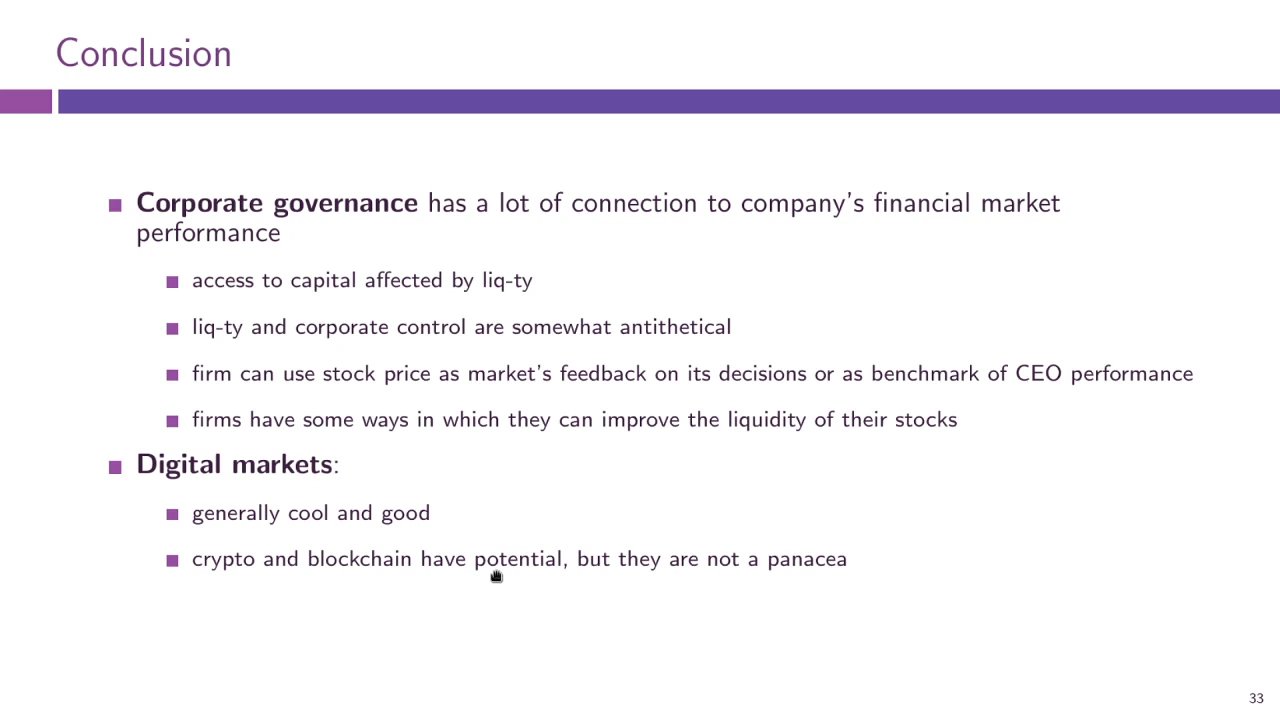 Conclusion
Corporate governance has a lot of connection to company's financial market
performance
access to capital affected by liq-ty
liq-ty and corporate control are somewhat antithetical
firm can use stock price as market's feedback on its decisions or as benchmark of CEO performance
firms have some ways in which they can improve the liquidity of their stocks
Digital markets:
generally cool and good
crypto and blockchain have potential, but they are not a panacea
33